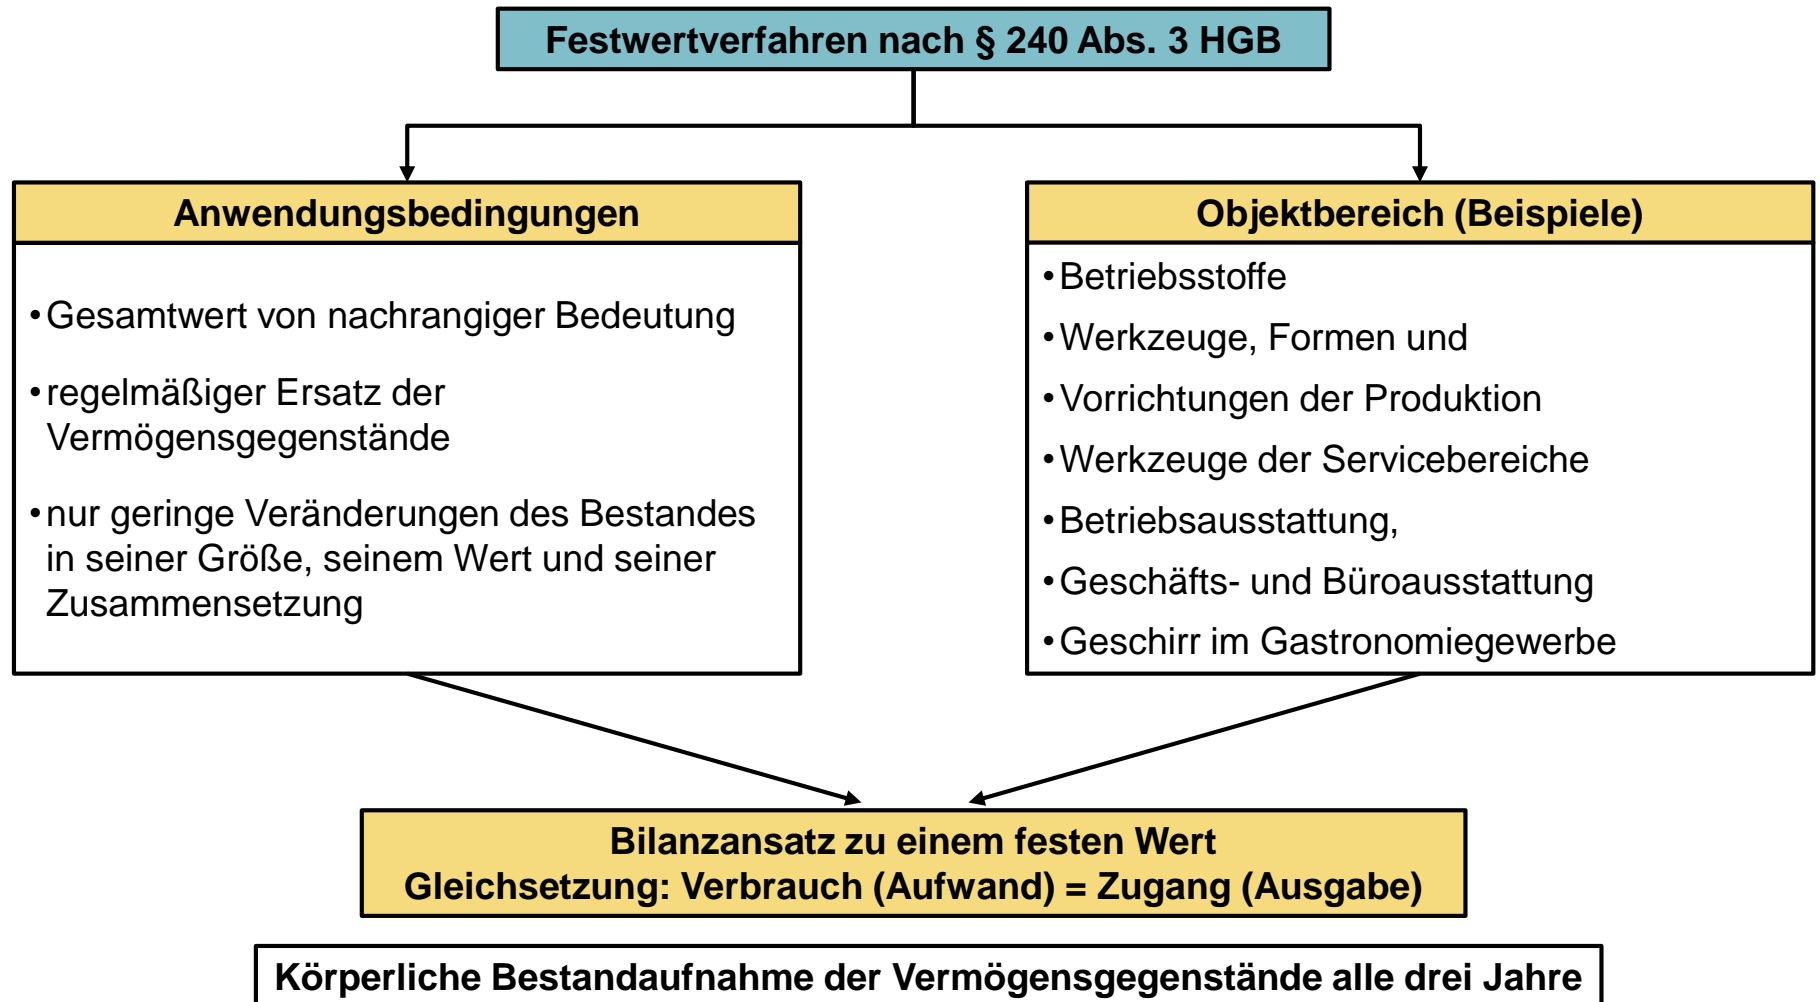 Festwertverfahren nach § 240 Abs. 3 HGB
Anwendungsbedingungen
•Gesamtwert von nachrangiger Bedeutung
•regelmäßiger Ersatz der
Vermögensgegenstände
•nur geringe Veränderungen des Bestandes
in seiner Größe, seinem Wert und seiner
Zusammensetzung
Objektbereich (Beispiele)
•Betriebsstoffe
•Werkzeuge, Formen und
•Vorrichtungen der Produktion
•Werkzeuge der Servicebereiche
•Betriebsausstattung,
•Geschäfts- und Büroausstattung
•Geschirr im Gastronomiegewerbe
Bilanzansatz zu einem festen Wert
Gleichsetzung: Verbrauch (Aufwand) = Zugang (Ausgabe)
Körperliche Bestandaufnahme der Vermögensgegenstände alle drei Jahre